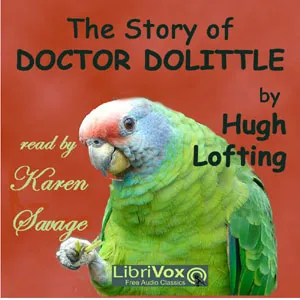 The Story of
DOCTOR DOLITTLE
by
Hugh
Lofting
read by
Karen
Savage
LibriVox
Free Audio Classics